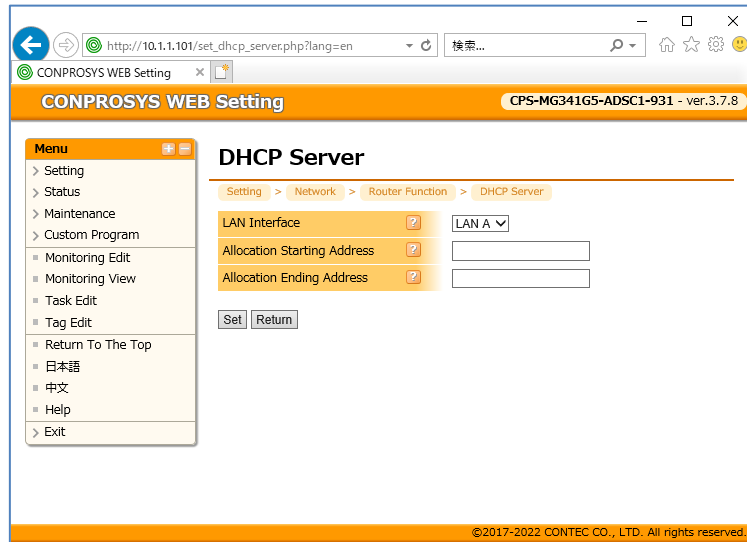 http://10.1.1.101/set_dhcp_server.php?lang=en
検索...
CONPROSYS WEB Setting
CONPROSYS WEB Setting
CPS-MG341G5-ADSC1-931 - ver.3.7.8
Menu
Setting
Status
Maintenance
Custom Program
Monitoring Edit
Monitoring View
Task Edit
Tag Edit
Return To The Top
日本語
中文
Help
Exit
DHCP Server
Setting > Network > Router Function > DHCP Server
LAN Interface ? LAN A
Allocation Starting Address ?
Allocation Ending Address ?
Set Return
©2017-2022 CONTEC CO., LTD. All rights reserved.